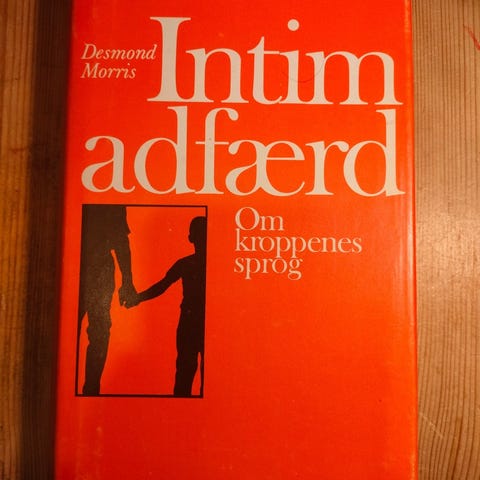 Desmond
Morris
Intim
adfærd
Om
kroppenes
sprog